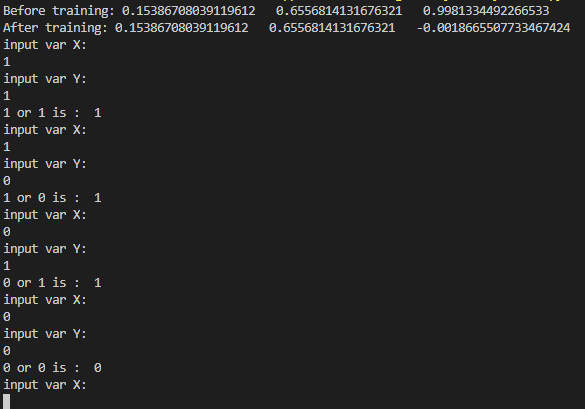 Before training: 0.15386708039119612   0.6556814131676321   0.9981334492266533
After training: 0.15386708039119612   0.6556814131676321   -0.0018665507733467424
input var X:
1
input var Y:
1
1 or 1 is :  1
input var X:
1
input var Y:
0
1 or 0 is :  1
input var X:
0
input var Y:
1
0 or 1 is :  1
input var X:
0
input var Y:
0
0 or 0 is :  0
input var X: